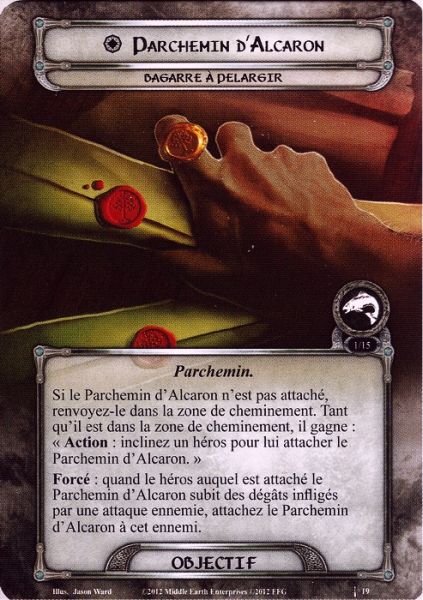 Parchemin d'Alcaron
Bagarre à Pelargir
1/15
Parchemin.
Si le Parchemin d'Alcaron n'est pas attaché,
renvoyez-le dans la zone de cheminement. Tant
qu'il est dans la zone de cheminement, il gagne :
« Action : inclinez un héros pour lui attacher le
Parchemin d'Alcaron. »
Forcé : quand le héros auquel est attaché le
Parchemin d'Alcaron subit des dégâts infligés
par une attaque ennemie, attachez le Parchemin
d'Alcaron à cet ennemi.
OBJECTIF
Illus. Jason Ward ©2012 Middle Earth Enterprises ©2012 FFG 19